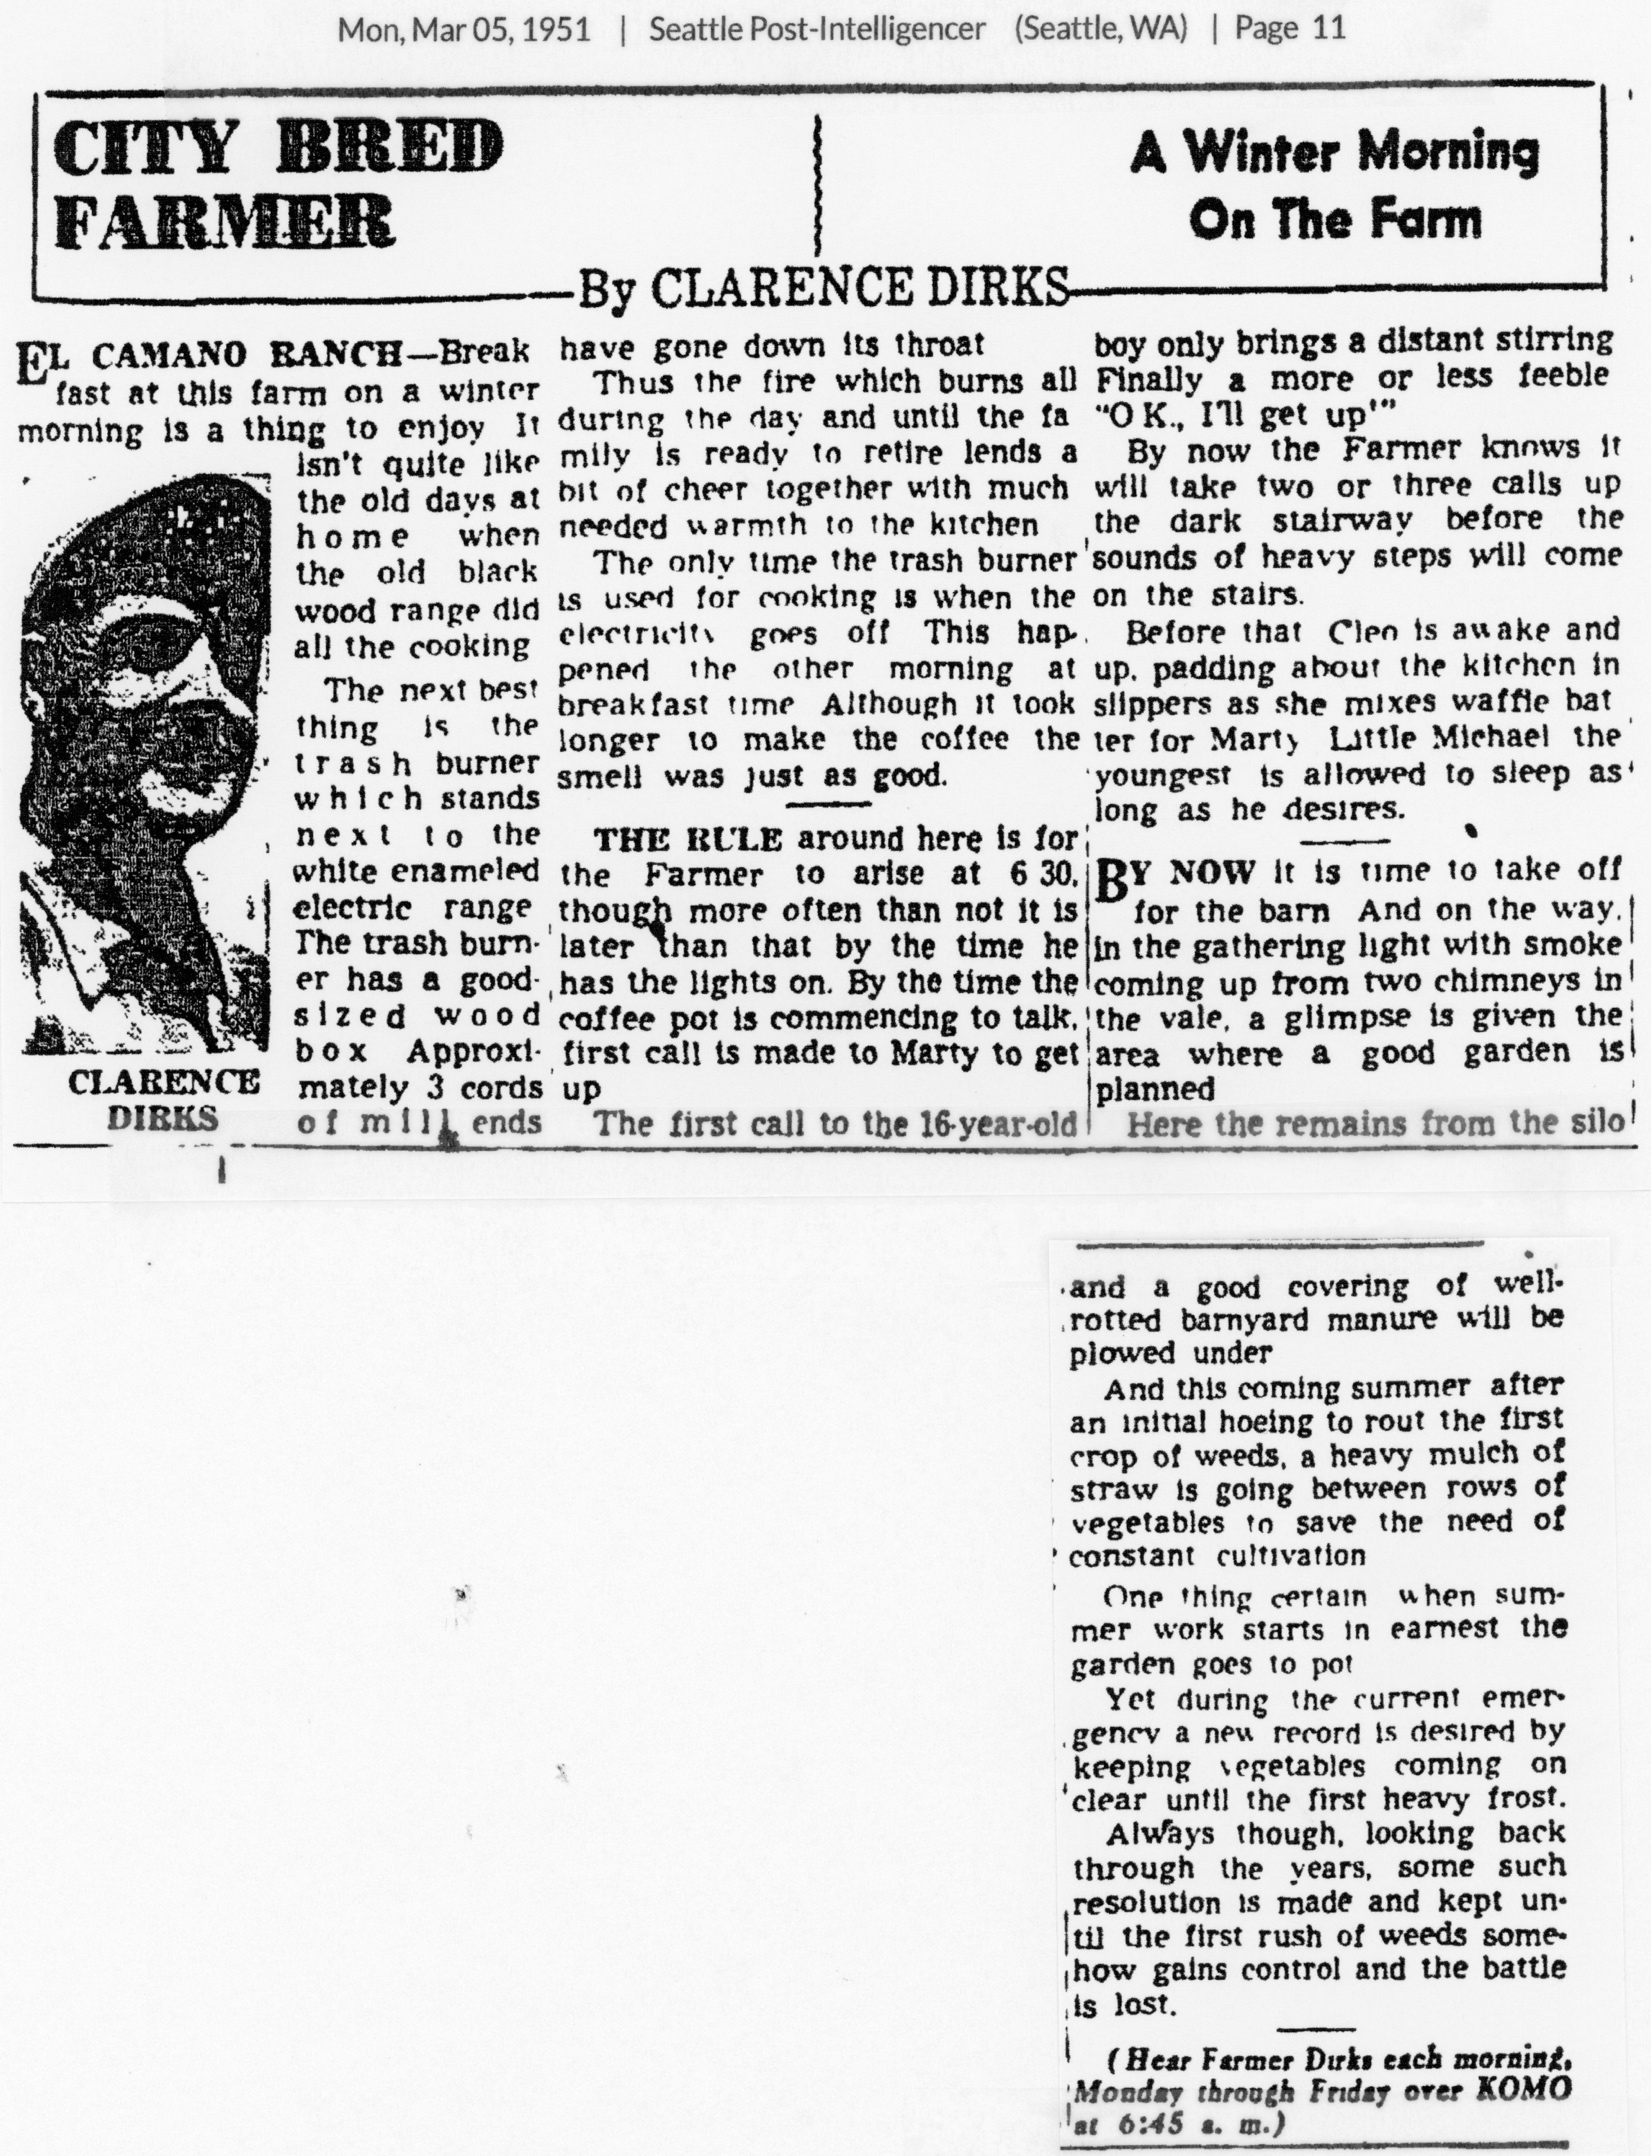 Mon, Mar 05, 1951 | Seattle Post-Intelligencer (Seattle, WA) | Page 11
CITY BRED
FARMER
A Winter Morning
On The Farm
By CLARENCE DIRKS
EL CAMANO RANCH—Break
fast at this farm on a winter
morning is a thing to enjoy It
isn't quite like
the old days at
home when
the old black
wood range did
all the cooking
The next best
thing is the
trash burner
which stands
next to the
white enameled
electric range
The trash burn-
er has a good-
sized wood
box Approxi-
mately 3 cords
of mill ends
CLARENCE
DIRKS
have gone down its throat
Thus the fire which burns all
during the day and until the fa
mily is ready to retire lends a
bit of cheer together with much
needed warmth to the kitchen
The only time the trash burner
is used for cooking is when the
electricity goes off This hap-
pened the other morning at
breakfast time Although it took
longer to make the coffee the
smell was just as good.
THE RULE around here is for
the Farmer to arise at 6 30,
though more often than not it is
later than that by the time he
has the lights on. By the time the
coffee pot is commencing to talk,
first call is made to Marty to get
up
The first call to the 16-year-old
boy only brings a distant stirring
Finally a more or less feeble
"O K., I'll get up'"
By now the Farmer knows it
will take two or three calls up
the dark stairway before the
sounds of heavy steps will come
on the stairs.
Before that Cleo is awake and
up, padding about the kitchen in
slippers as she mixes waffle bat
ter for Marty Little Michael the
youngest is allowed to sleep as
long as he desires.
BY NOW it is time to take off
for the barn And on the way,
in the gathering light with smoke
coming up from two chimneys in
the vale, a glimpse is given the
area where a good garden is
planned
Here the remains from the silo
and a good covering of well-
rotted barnyard manure will be
plowed under
And this coming summer after
an initial hoeing to rout the first
crop of weeds, a heavy mulch of
straw is going between rows of
vegetables to save the need of
constant cultivation
One thing certain when sum-
mer work starts in earnest the
garden goes to pot
Yet during the current emer-
gency a new record is desired by
keeping vegetables coming on
clear until the first heavy frost.
Always though, looking back
through the years, some such
resolution is made and kept un-
til the first rush of weeds some-
how gains control and the battle
is lost.
(Hear Farmer Dirks each morning,
Monday through Friday over KOMO
at 6:45 a. m.)